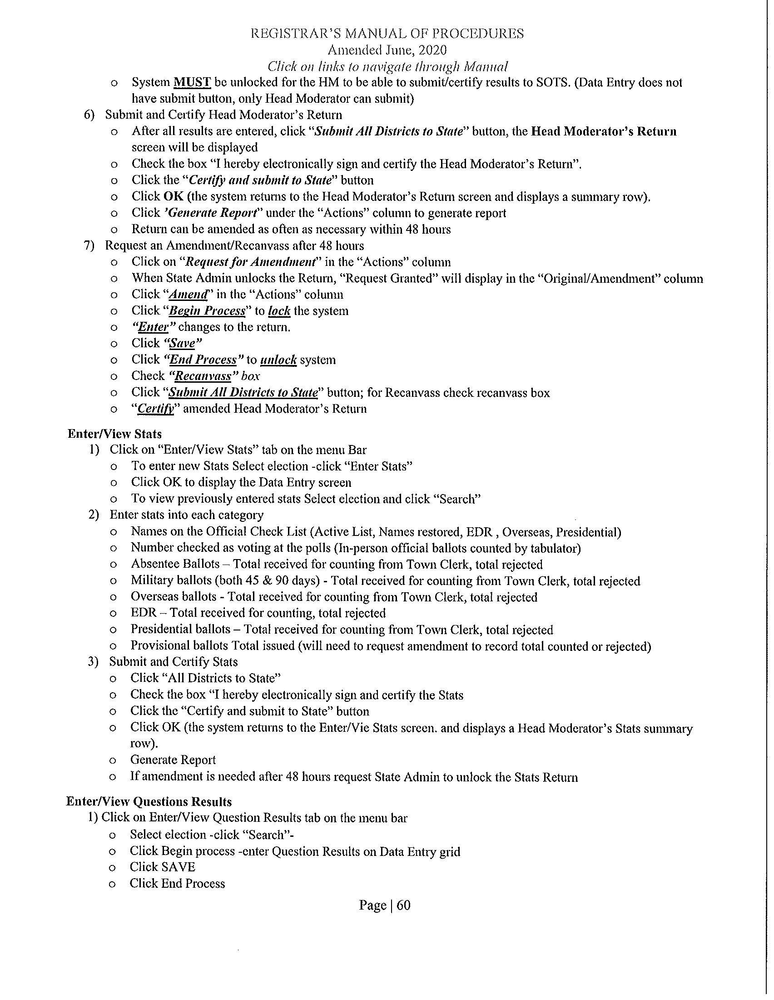 REGISTRAR'S MANUAL OF PROCEDURES
Amended June, 2020
Click on links to navigate through Manual
o System MUST be unlocked for the HM to be able to submit/certify results to SOTS. (Data Entry does not
have submit button, only Head Moderator can submit)
6) Submit and Certify Head Moderator's Return
o After all results are entered, click “Submit All Districts to State” button, the Head Moderator's Return
screen will be displayed
o Check the box “I hereby electronically sign and certify the Head Moderator's Return”.
o Click the “Certify and submit to State” button
o Click OK (the system returns to the Head Moderator's Return screen and displays a summary row).
o Click 'Generate Report” under the “Actions” column to generate report
o Return can be amended as often as necessary within 48 hours
7) Request an Amendment/Recanvass after 48 hours
o Click on “Request for Amendment” in the “Actions” column
o When State Admin unlocks the Return, “Request Granted” will display in the “Original/Amendment” column
o Click “Amend” in the “Actions” column
o Click “Begin Process” to lock the system
o “Enter” changes to the return.
o Click “Save”
o Click “End Process” to unlock system
o Check “Recanvass” box
o Click “Submit All Districts to State” button; for Recanvass check recanvass box
o “Certify” amended Head Moderator's Return
Enter/View Stats
1) Click on “Enter/View Stats” tab on the menu Bar
o To enter new Stats Select election -click “Enter Stats”
o Click OK to display the Data Entry screen
o To view previously entered stats Select election and click “Search”
2) Enter stats into each category
o Names on the Official Check List (Active List, Names restored, EDR , Overseas, Presidential)
o Number checked as voting at the polls (In-person official ballots counted by tabulator)
o Absentee Ballots – Total received for counting from Town Clerk, total rejected
o Military ballots (both 45 & 90 days) - Total received for counting from Town Clerk, total rejected
o Overseas ballots - Total received for counting from Town Clerk, total rejected
o EDR – Total received for counting, total rejected
o Presidential ballots – Total received for counting from Town Clerk, total rejected
o Provisional ballots Total issued (will need to request amendment to record total counted or rejected)
3) Submit and Certify Stats
o Click “All Districts to State”
o Check the box “I hereby electronically sign and certify the Stats
o Click the “Certify and submit to State” button
o Click OK (the system returns to the Enter/Vie Stats screen. and displays a Head Moderator's Stats summary
row).
o Generate Report
o If amendment is needed after 48 hours request State Admin to unlock the Stats Return
Enter/View Questions Results
1) Click on Enter/View Question Results tab on the menu bar
o Select election -click “Search”-
o Click Begin process -enter Question Results on Data Entry grid
o Click SAVE
o Click End Process
Page | 60